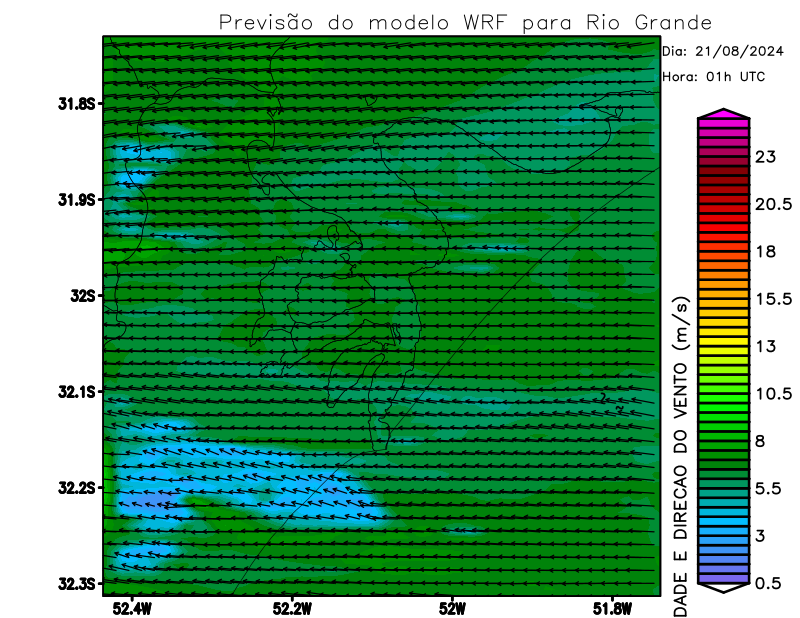 Previsão do modelo WRF para Rio Grande
Dia: 21/08/2024
Hora: 01h UTC
31.8S
31.9S
32S
32.1S
32.2S
32.3S
52.4W
52.2W
52W
51.8W
23
20.5
18
15.5
13
10.5
8
5.5
3
0.5
DADE E DIRECAO DO VENTO (m/s)